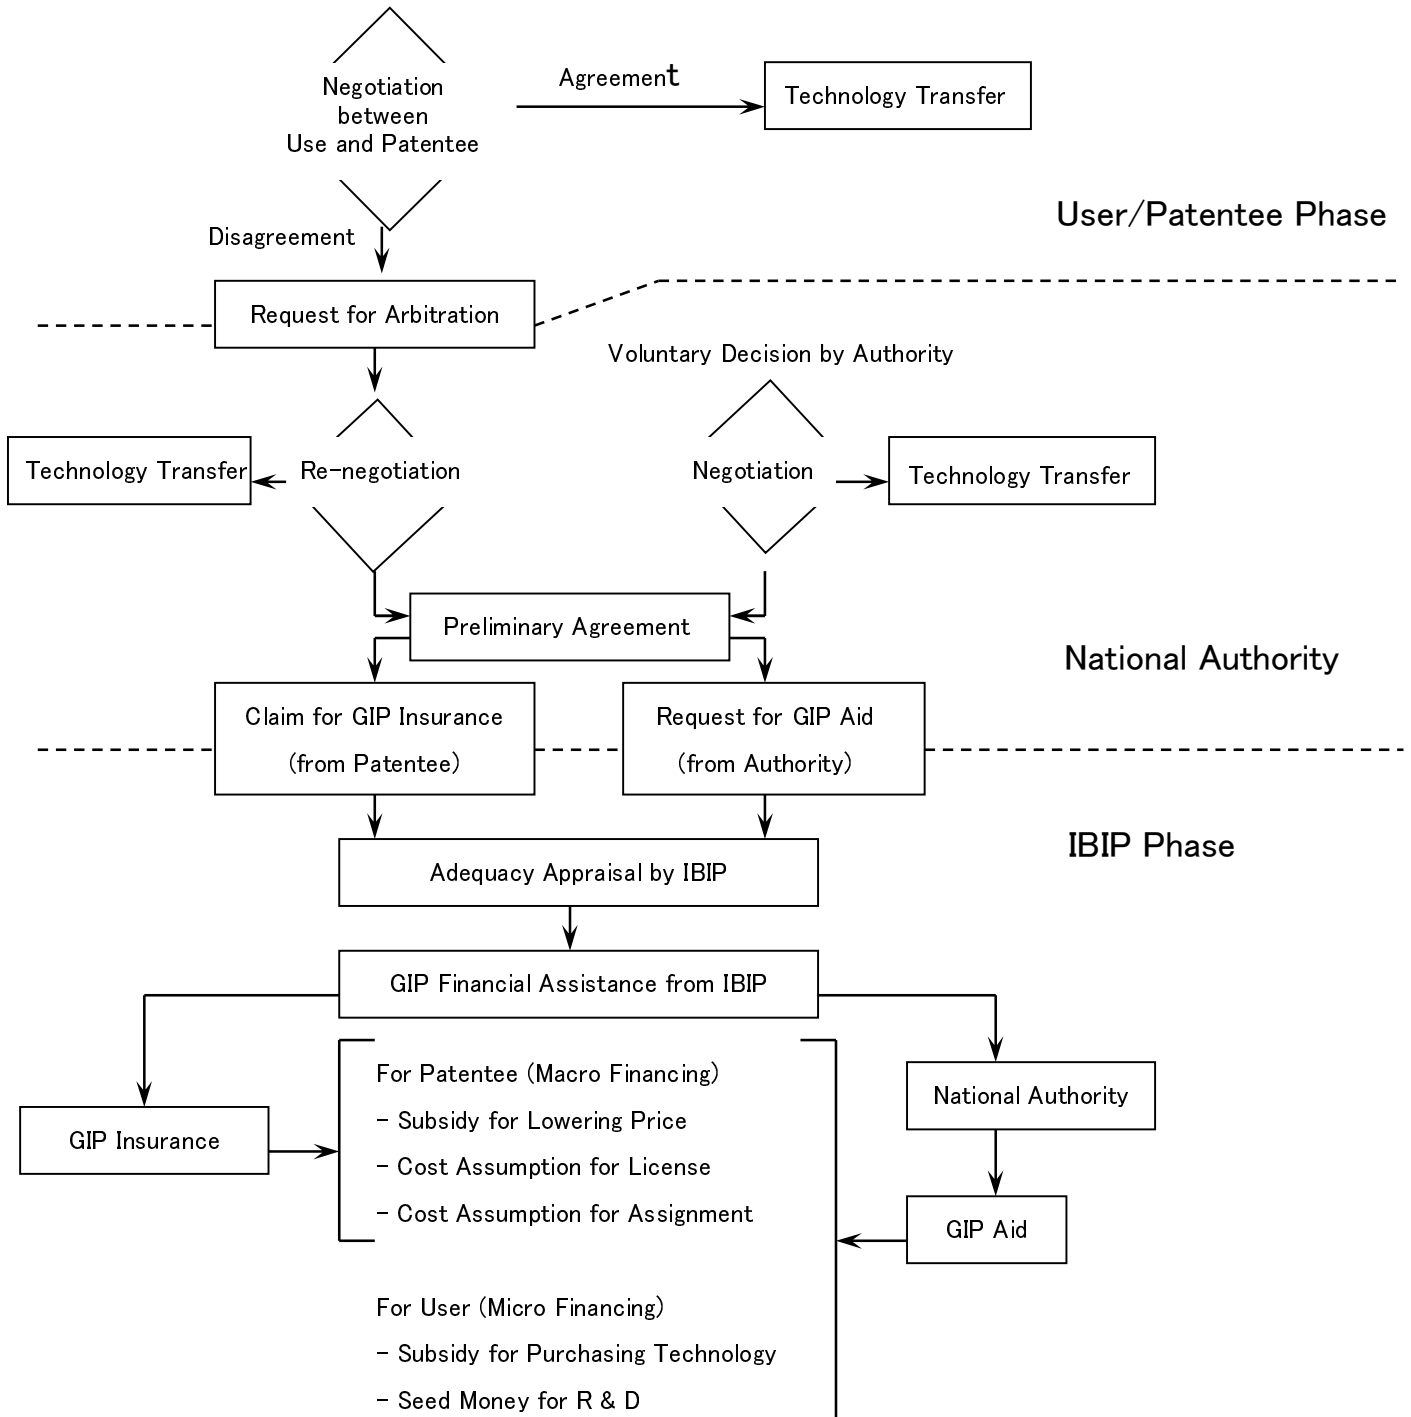 Negotiation
between
Use and Patentee
Agreement
Technology Transfer
User/Patentee Phase
Disagreement
Request for Arbitration
Voluntary Decision by Authority
Technology Transfer
Re-negotiation
Negotiation
Technology Transfer
Preliminary Agreement
National Authority
Claim for GIP Insurance
(from Patentee)
Request for GIP Aid
(from Authority)
IBIP Phase
Adequacy Appraisal by IBIP
GIP Financial Assistance from IBIP
For Patentee (Macro Financing)
- Subsidy for Lowering Price
- Cost Assumption for License
- Cost Assumption for Assignment
National Authority
GIP Insurance
GIP Aid
For User (Micro Financing)
- Subsidy for Purchasing Technology
- Seed Money for R & D